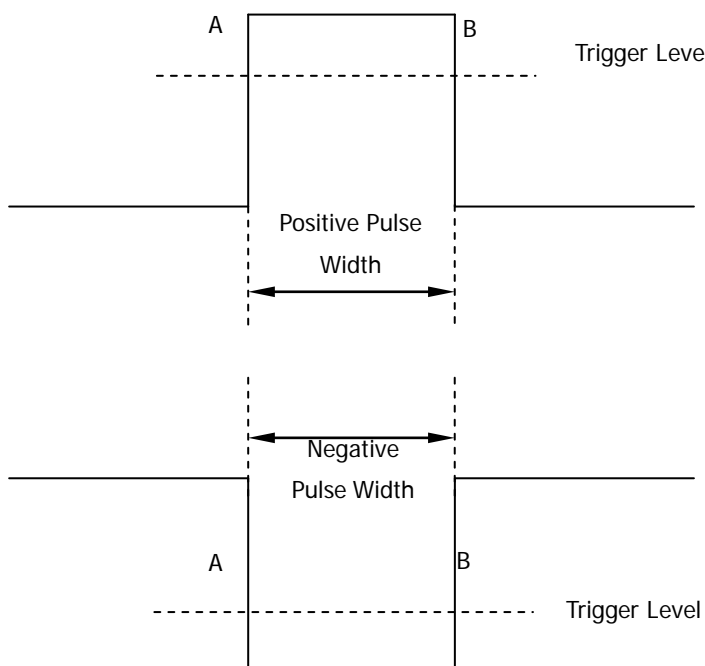 A
B
Trigger Leve
Positive Pulse
Width
Negative
Pulse Width
A
B
Trigger Level